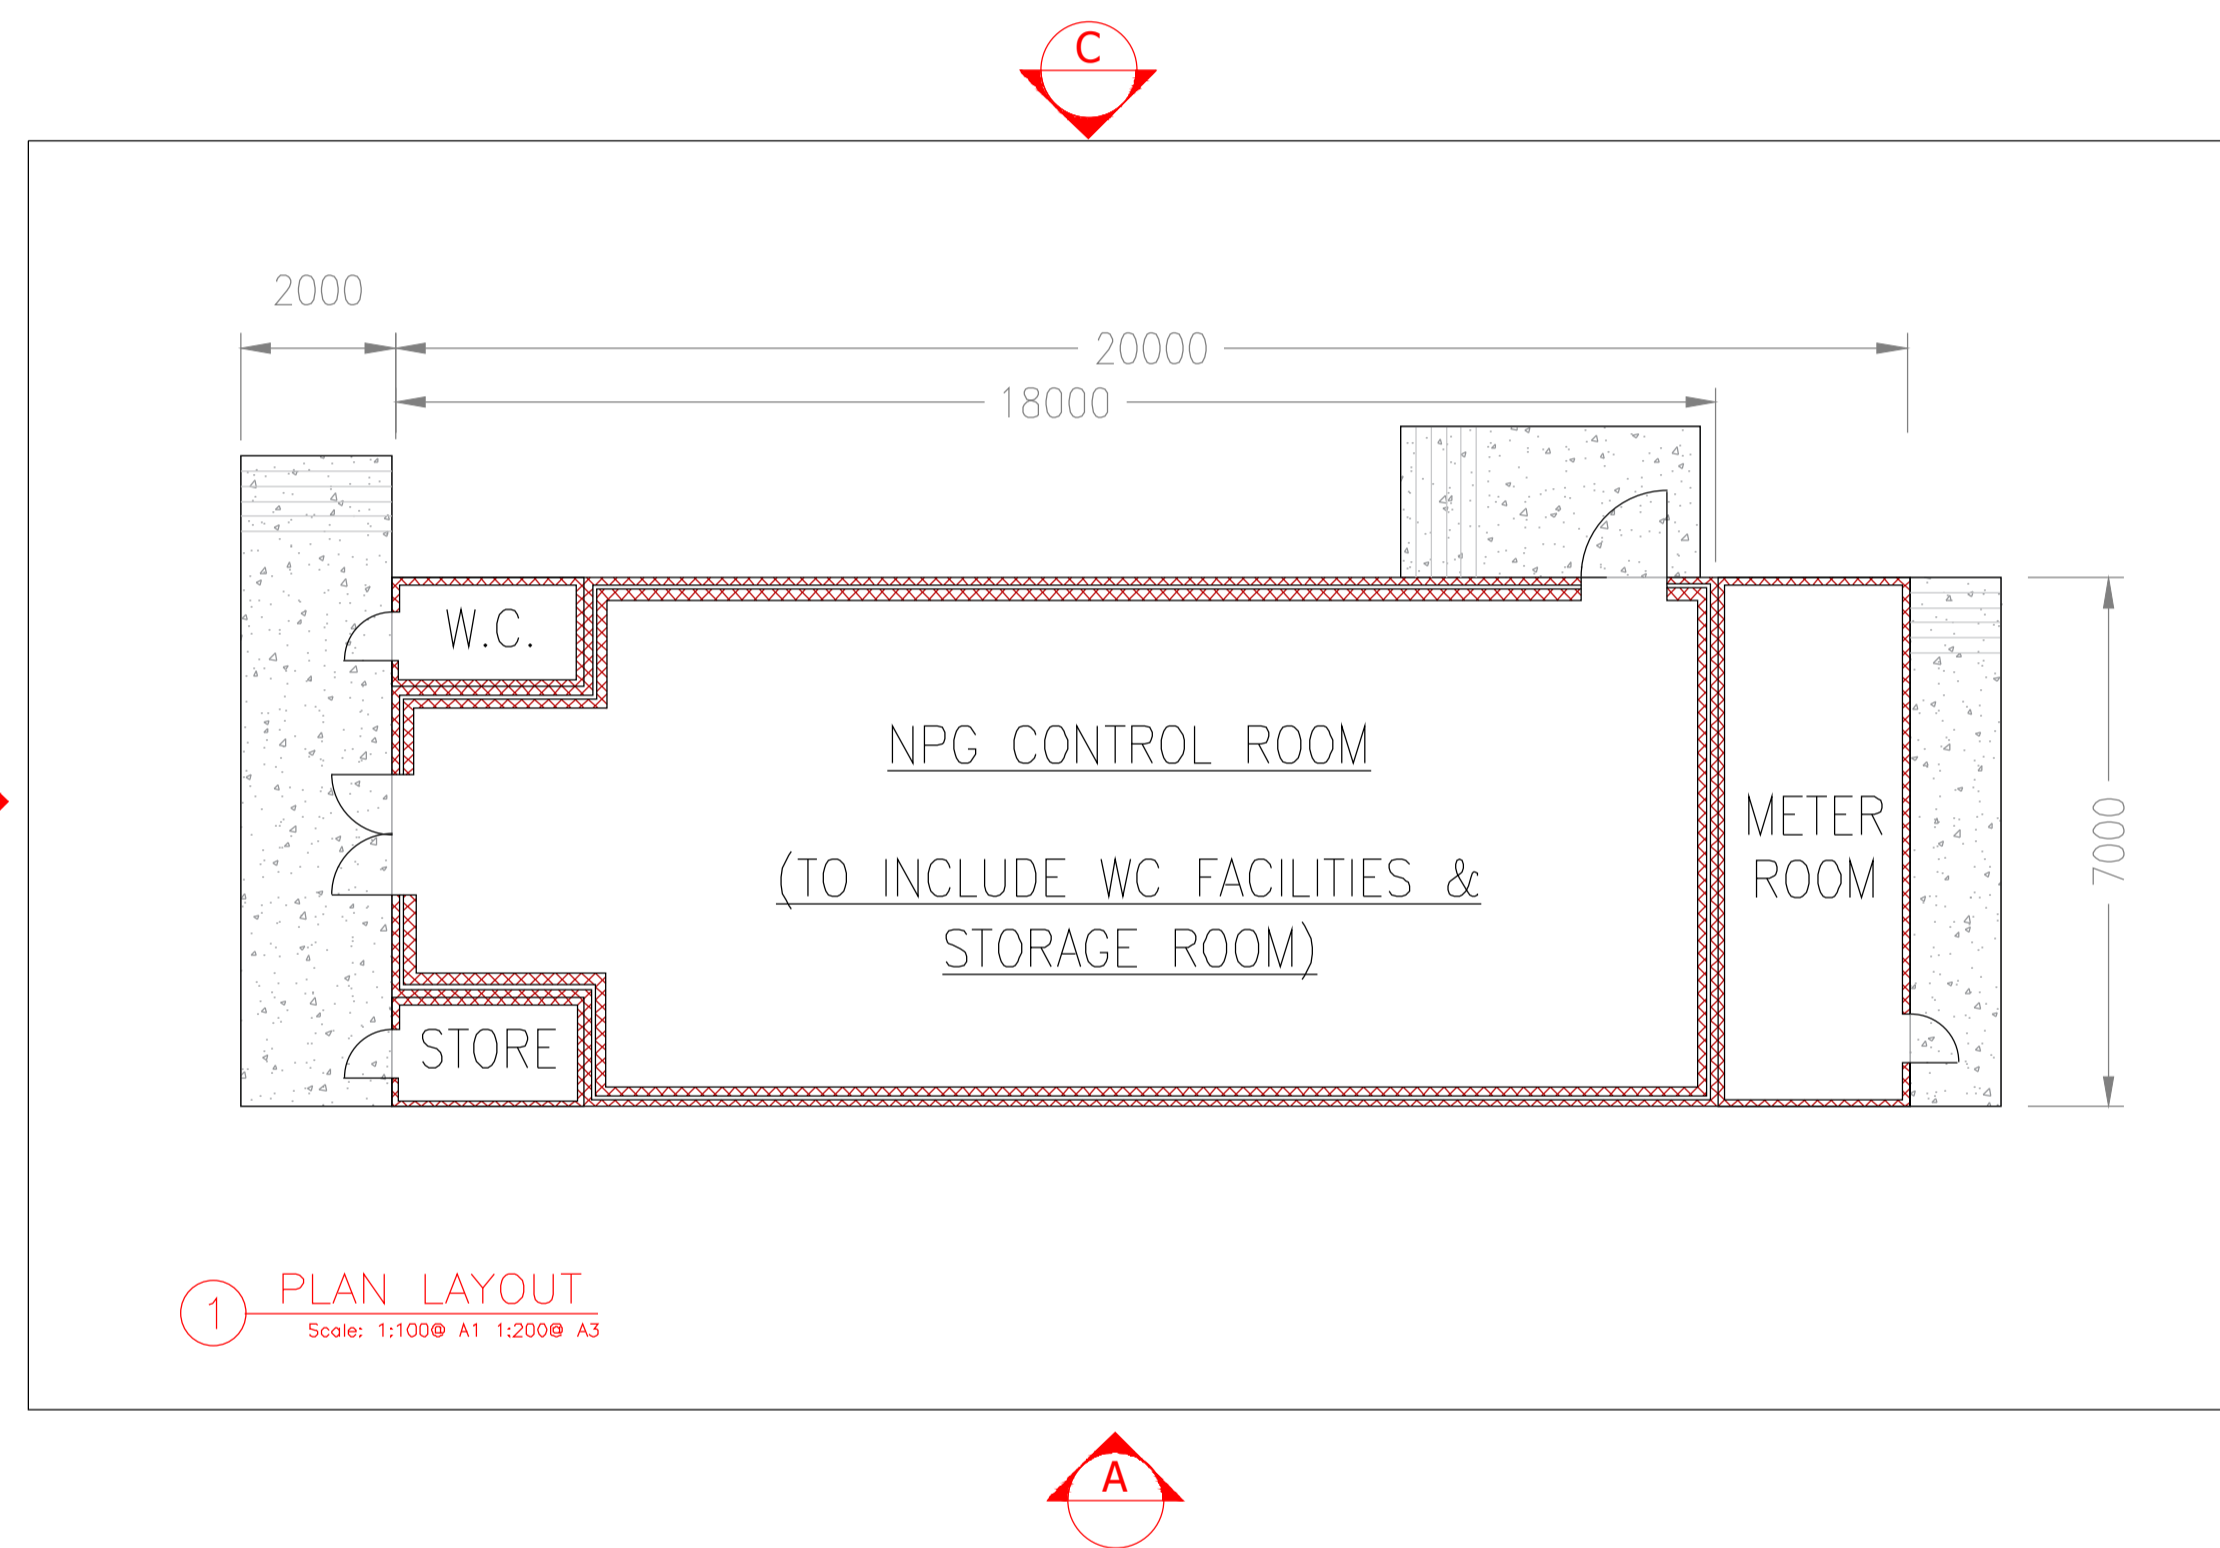 C
2000
20000
18000
W.C.
NPG CONTROL ROOM
(TO INCLUDE WC FACILITIES &
STORAGE ROOM)
METER
ROOM
7000
STORE
1
PLAN LAYOUT
Scale: 1:100@ A1 1:200@ A3
A